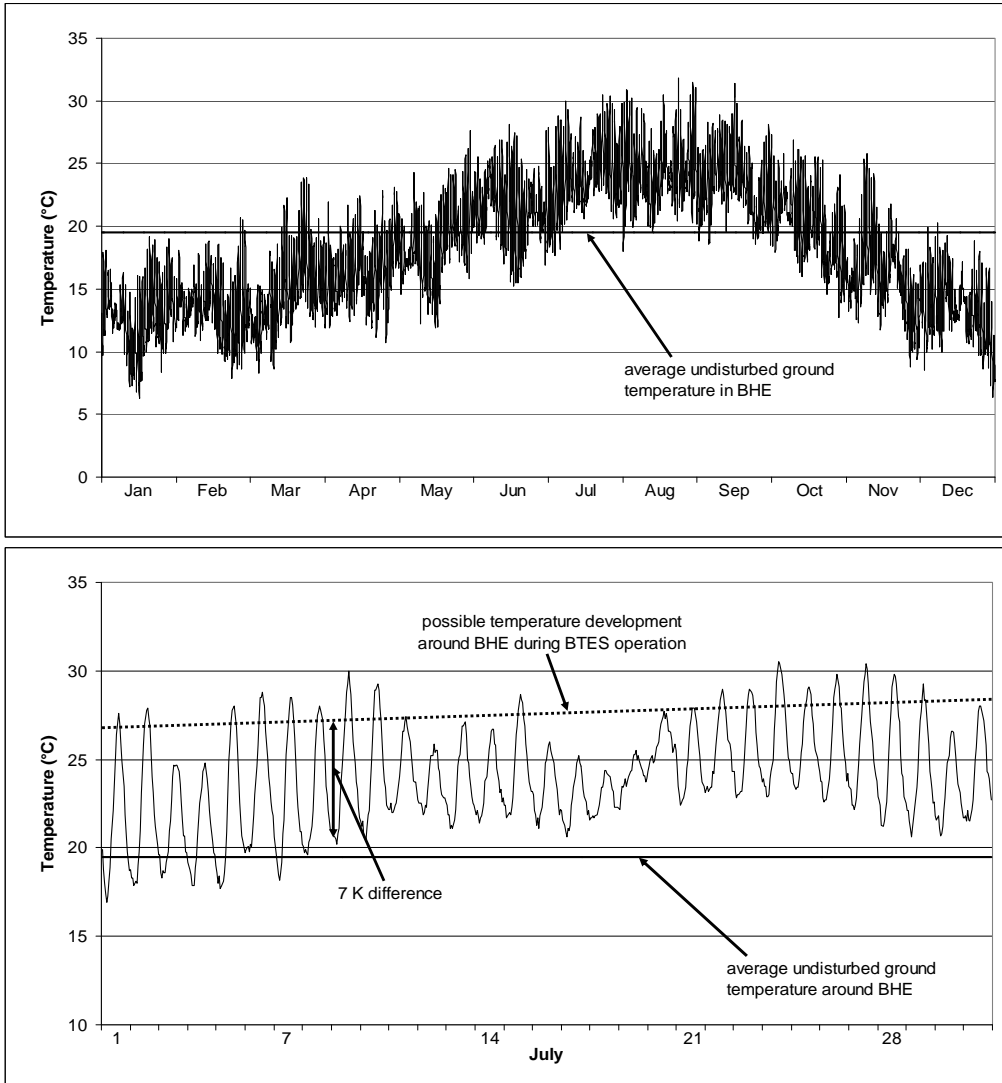 35
30
25
20
15
10
5
0
Temperature (°C)
average undisturbed ground
temperature in BHE
Jan Feb Mar Apr May Jun Jul Aug Sep Oct Nov Dec
35
30
25
20
15
10
Temperature (°C)
possible temperature development
around BHE during BTES operation
7 K difference
average undisturbed ground
temperature around BHE
1 7 14 21 28
July